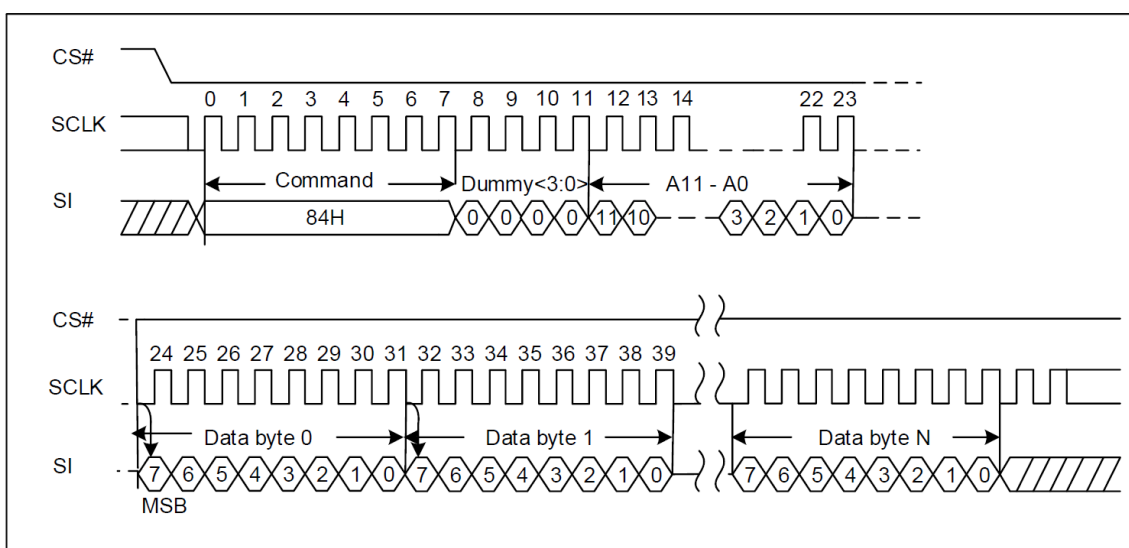 CS#
0 1 2 3 4 5 6 7 8 9 10 11 12 13 14 22 23
SCLK
Command Dummy<3:0> A11 - A0
SI
84H 0 0 0 0 11 10 3 2 1 0
CS#
24 25 26 27 28 29 30 31 32 33 34 35 36 37 38 39
SCLK
Data byte 0 Data byte 1 Data byte N
SI
7 6 5 4 3 2 1 0 7 6 5 4 3 2 1 0 7 6 5 4 3 2 1 0
MSB